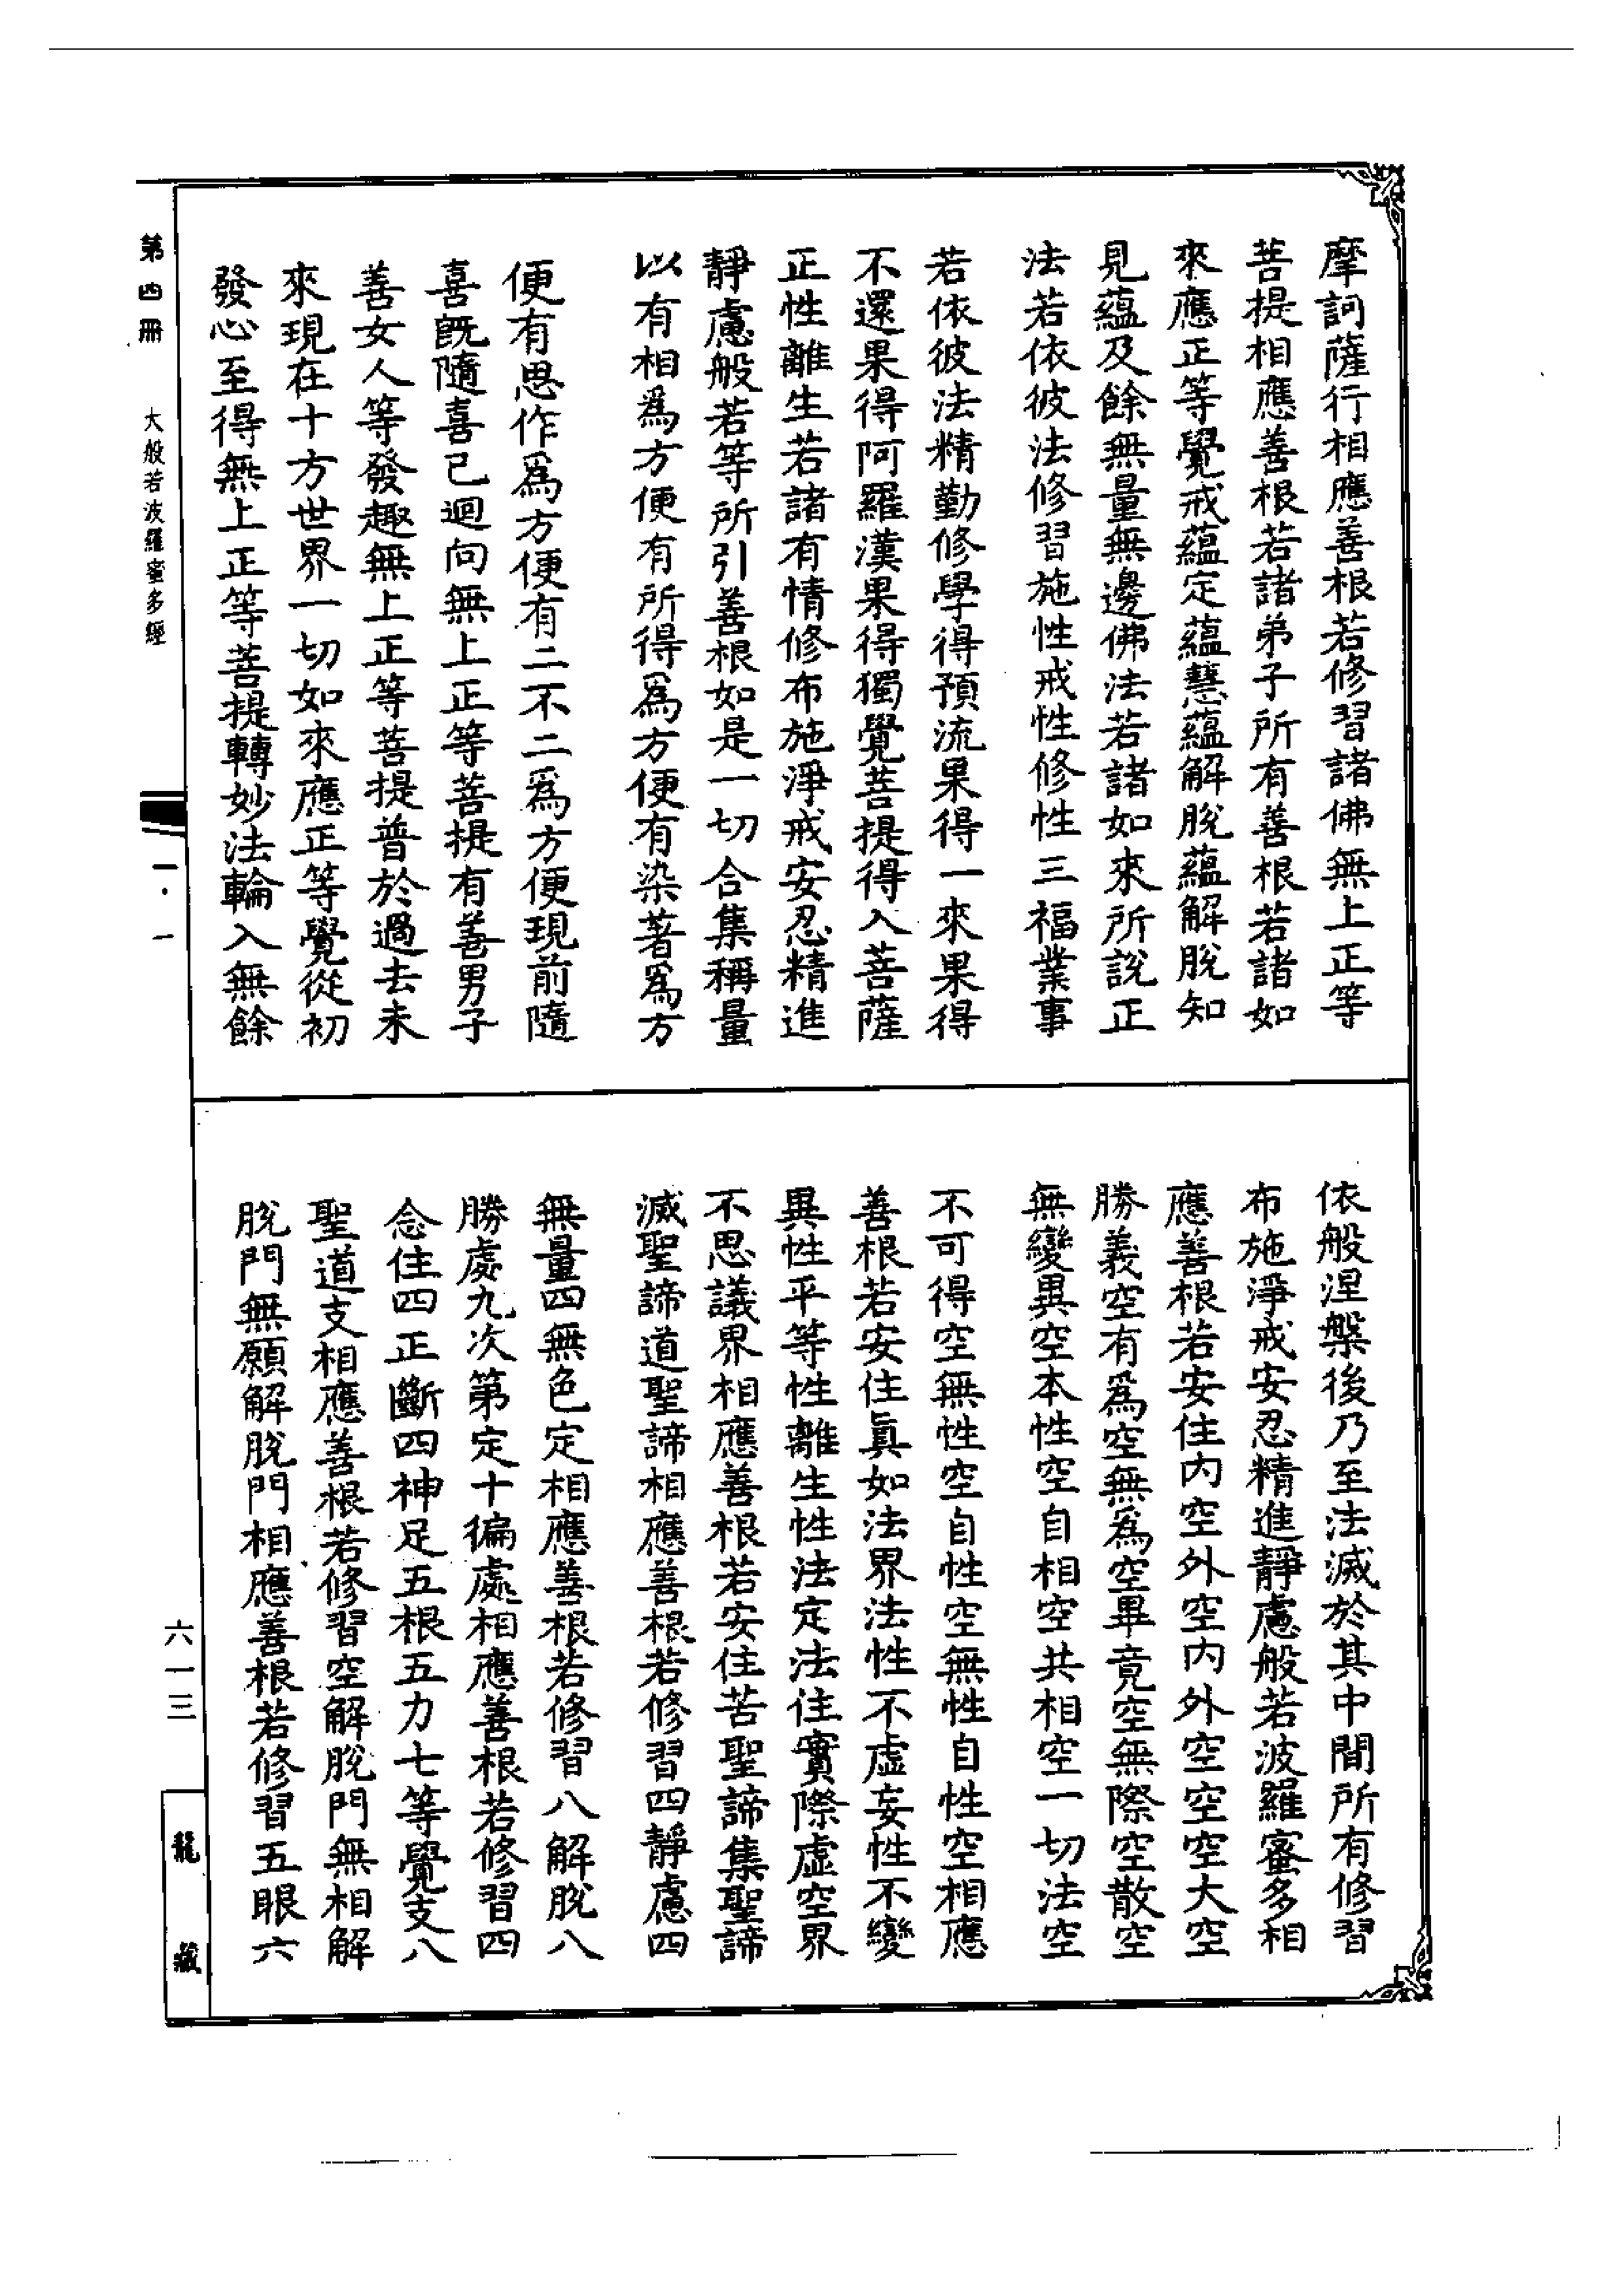 摩訶薩行相應善根若修習諸佛無上正等
菩提相應善根若諸弟子所有善根若諸如
來應正等覺戒蘊定蘊慧蘊解脫蘊解脫知
見蘊及餘無量無邊佛法若諸如來所說正
法若依彼法修習施性戒性修性三福業事
若依彼法精勤修學得預流果得一來果得
不還果得阿羅漢果得獨覺菩提得入菩薩
正性離生若諸有情修布施淨戒安忍精進
靜慮般若等所引善根如是一切合集稱量
以有相爲方便有所得爲方便有染著爲方
便有思作爲方便有二不二爲方便現前隨
喜旣隨喜已迴向無上正等菩提有善男子
善女人等發趣無上正等菩提普於過去未
來現在十方世界一切如來應正等覺從初
發心至得無上正等菩提轉妙法輪入無餘
依般涅槃後乃至法滅於其中間所有修習
布施淨戒安忍精進靜慮般若波羅蜜多相
應善根若安住內空外空內外空空空大空
勝義空有爲空無爲空畢竟空無際空散空
無變異空本性空自相空共相空一切法空
不可得空無性空自性空無性自性空相應
善根若安住眞如法界法性不虛妄性不變
異性平等性離生性法定法住實際虛空界
不思議界相應善根若安住苦聖諦集聖諦
滅聖諦道聖諦相應善根若修習四靜慮四
無量四無色定相應善根若修習八解脫八
勝處九次第定十徧處相應善根若修習四
念住四正斷四神足五根五力七等覺支八
聖道支相應善根若修習空解脫門無相解
脫門無願解脫門相應善根若修習五眼六
第四冊 大般若波羅蜜多經 一·一 六一三 龍藏